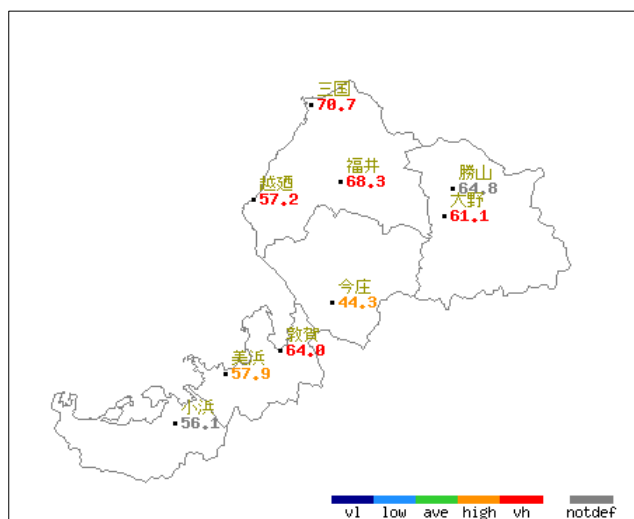 三国
70.7
福井
68.3
勝山
64.8
越廼
57.2
大野
61.1
今庄
44.3
敦賀
64.0
美浜
57.9
小浜
56.1
vl low ave high vh notdef